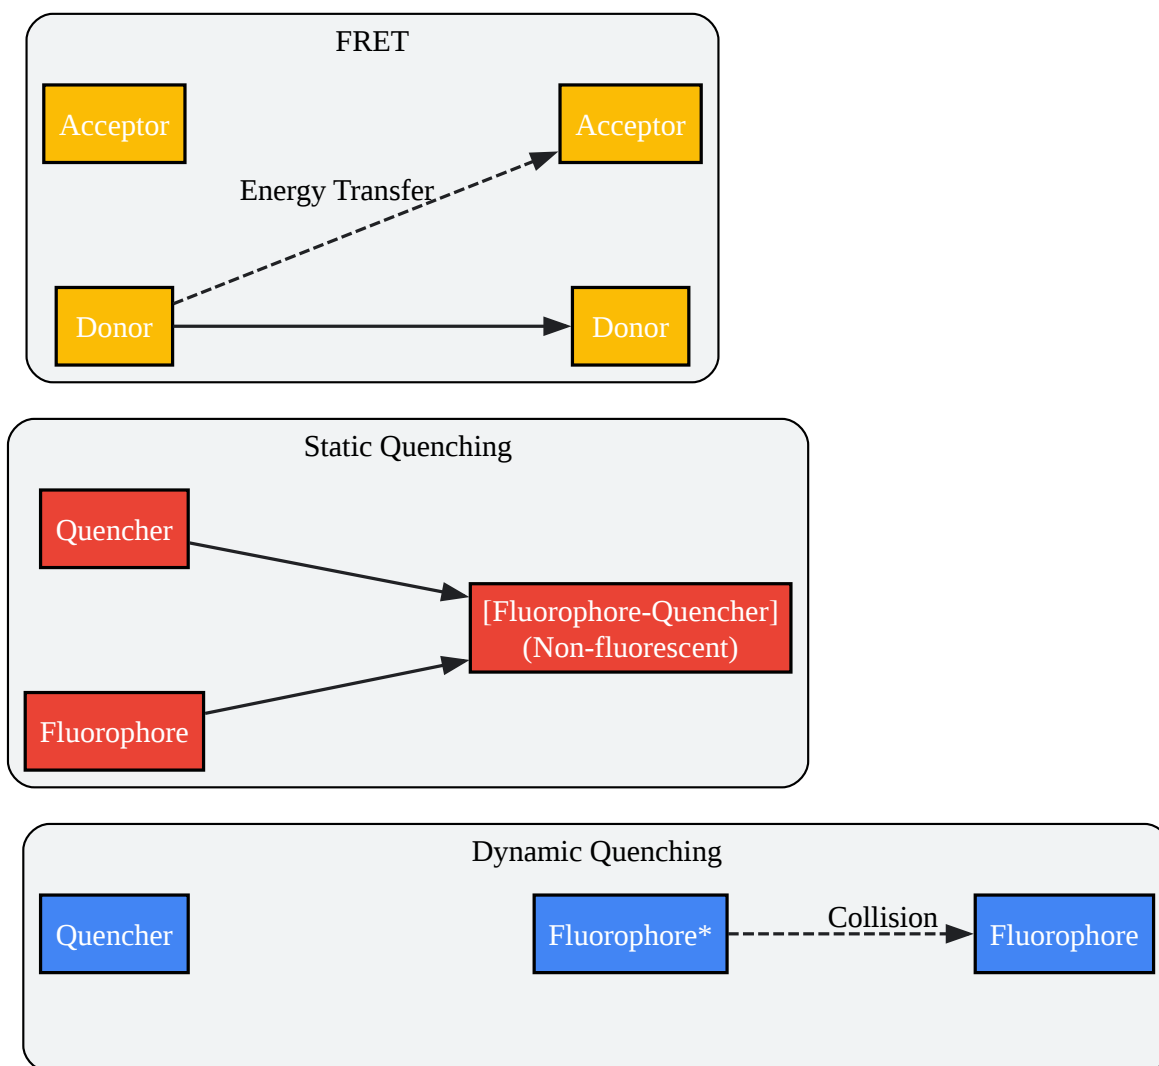 FRET
Acceptor
Acceptor
Energy Transfer
Donor
Donor
Static Quenching
Quencher
[Fluorophore-Quencher]
(Non-fluorescent)
Fluorophore
Dynamic Quenching
Quencher
Fluorophore*
Collision
Fluorophore